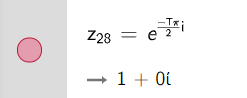 z₂₈ = e^((-Tπ/2)i)
→ 1 + 0i